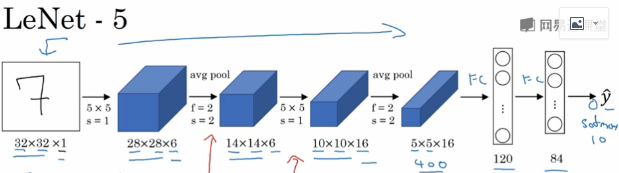 LeNet - 5
网易
7
avg pool
avg pool
FC
FC
ŷ
5 × 5
s = 1
f = 2
s = 2
5 × 5
s = 1
f = 2
s = 2
softmax
10
32×32×1
28×28×6
14×14×6
10×10×16
5×5×16
400
120
84